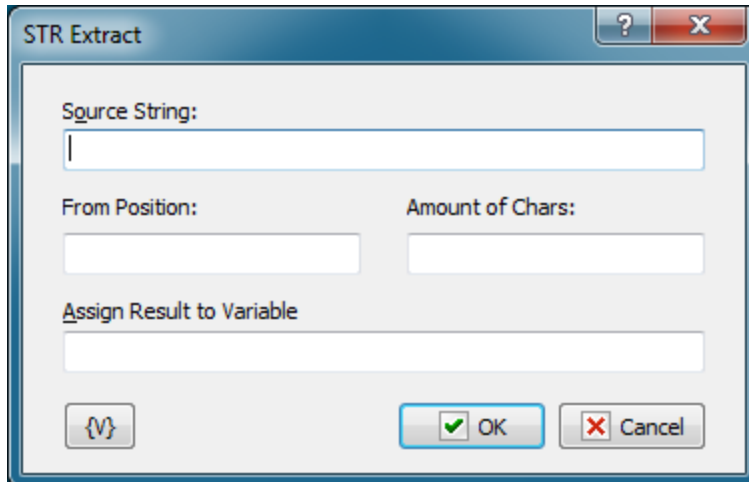 STR Extract
Source String:
From Position: Amount of Chars:
Assign Result to Variable
{V} OK Cancel